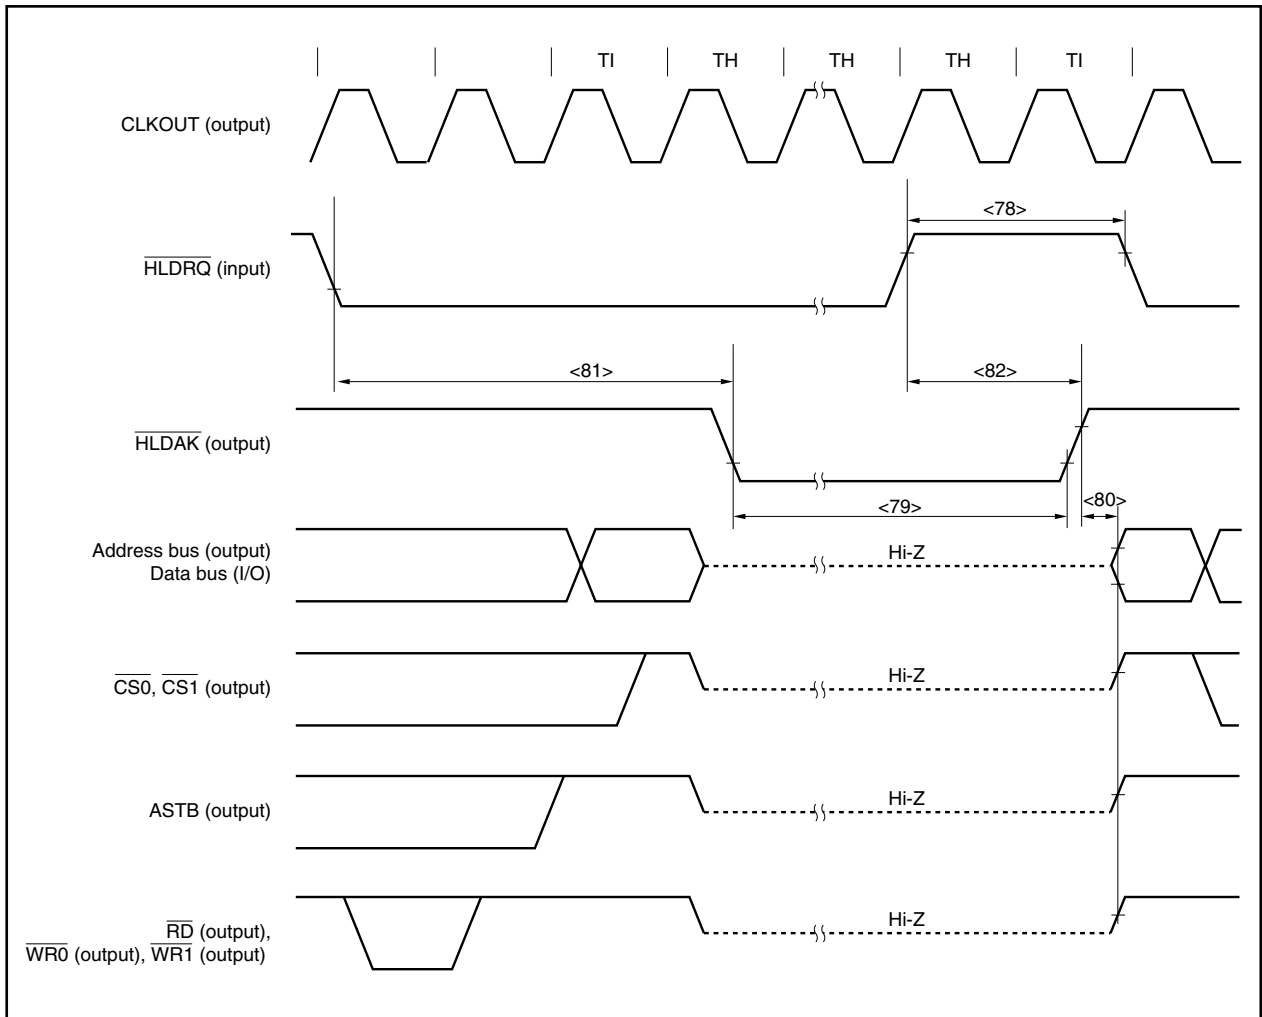 TI TH TH TH TI
CLKOUT (output)
<78>
HLDRQ (input)
<81> <82>
HLDAK (output)
<79> <80>
Address bus (output)
Data bus (I/O)
Hi-Z
CS0, CS1 (output)
Hi-Z
ASTB (output)
Hi-Z
RD (output),
WR0 (output), WR1 (output)
Hi-Z